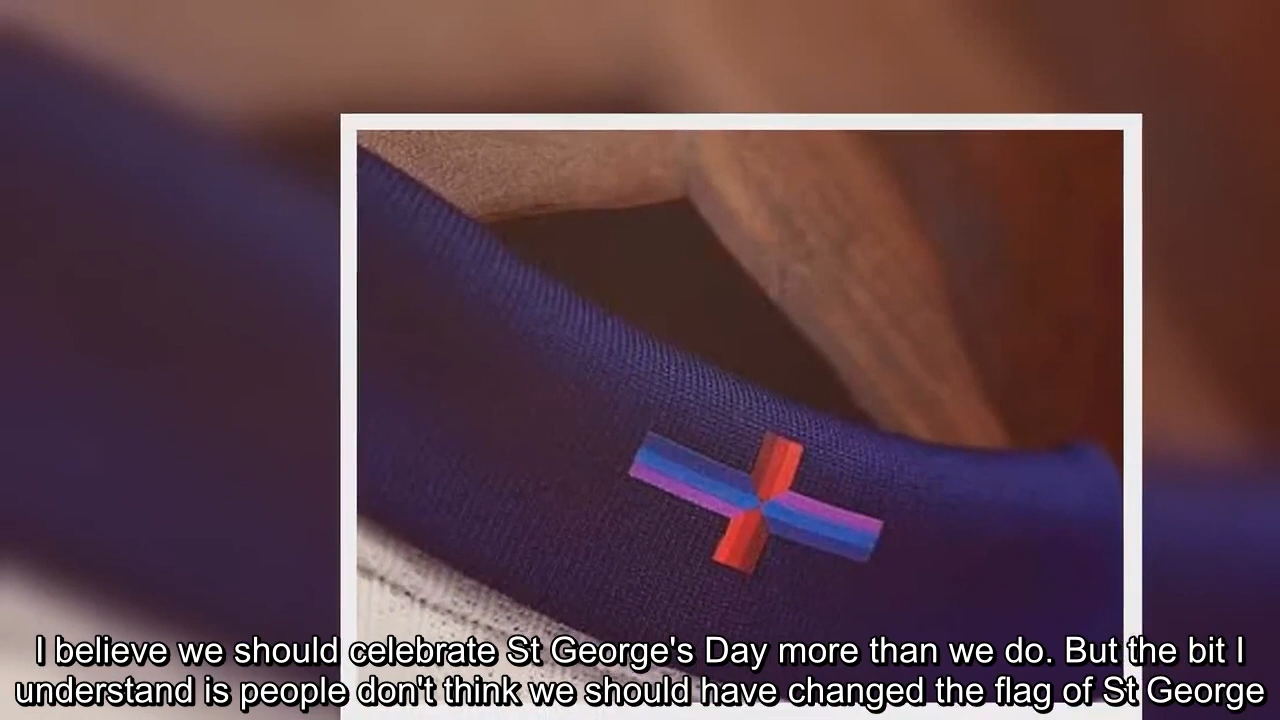 I believe we should celebrate St George's Day more than we do. But the bit I
understand is people don't think we should have changed the flag of St George